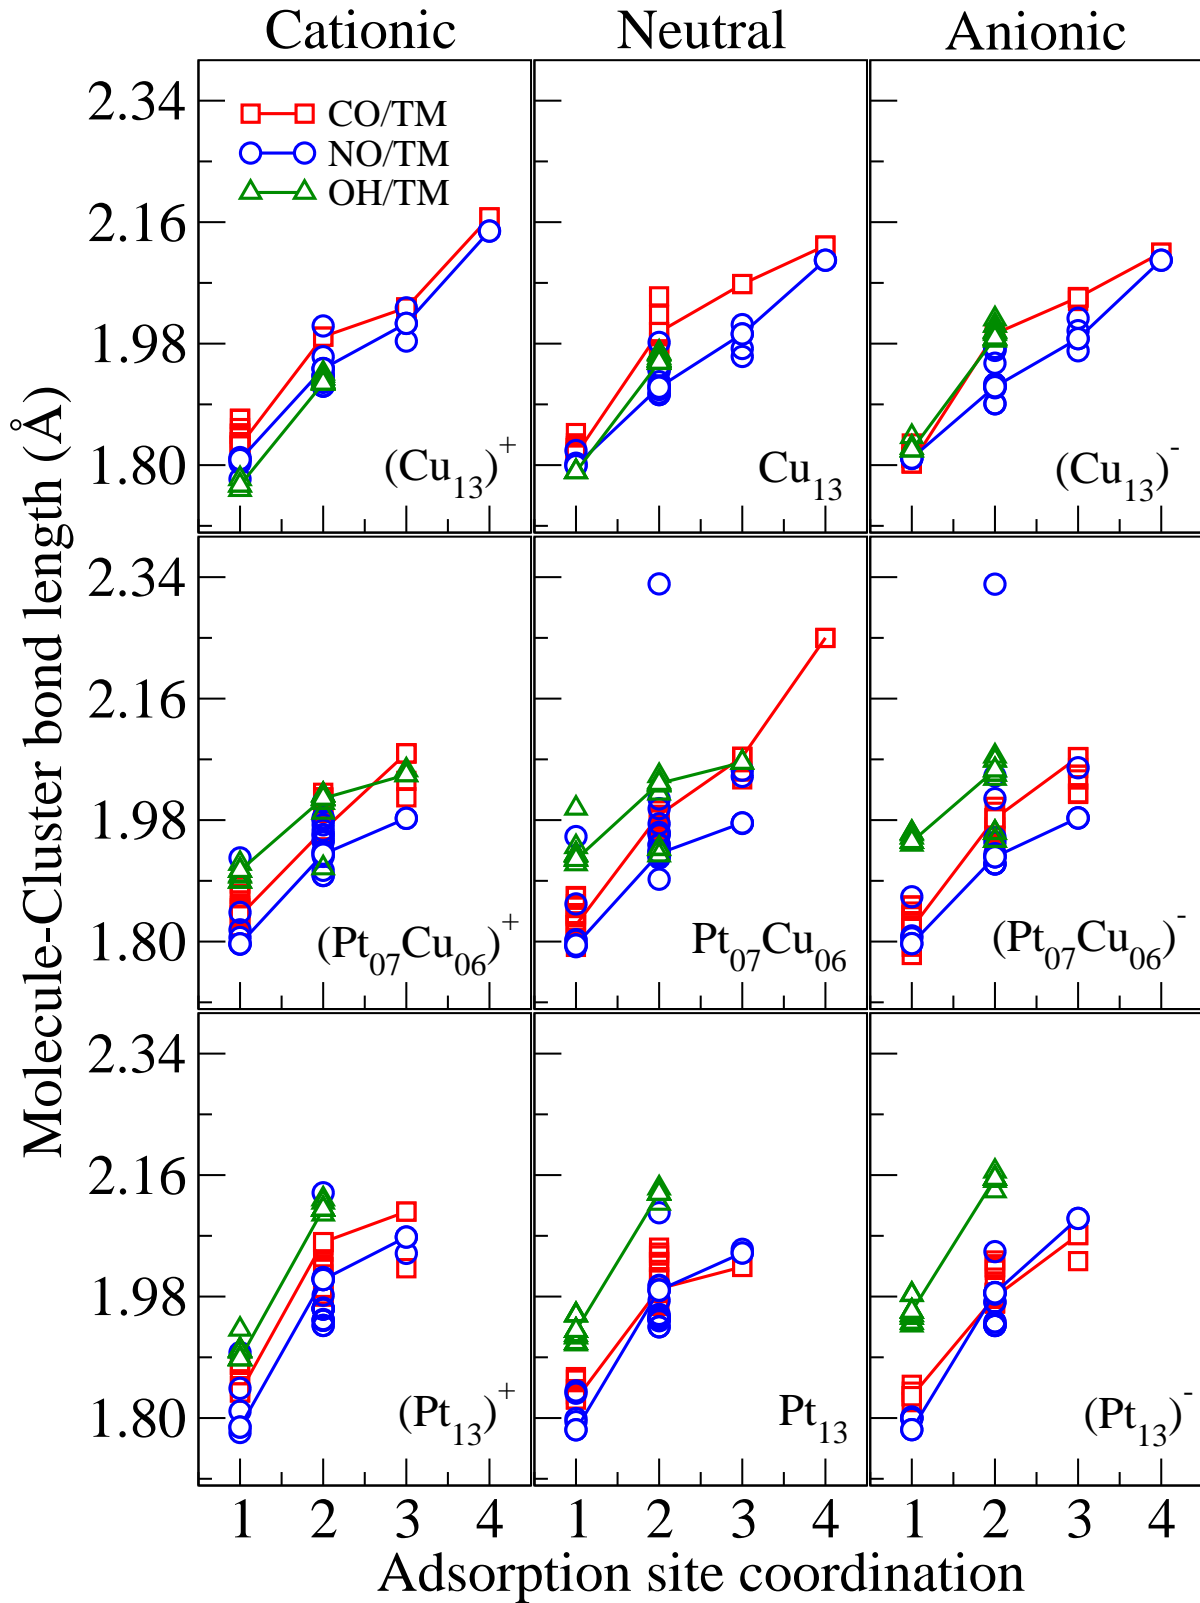 Cationic Neutral Anionic
Molecule-Cluster bond length (Å)
2.34
2.16
1.98
1.80
CO/TM
NO/TM
OH/TM
(Cu13)+
Cu13
(Cu13)-
2.34
2.16
1.98
1.80
(Pt07Cu06)+
Pt07Cu06
(Pt07Cu06)-
2.34
2.16
1.98
1.80
(Pt13)+
Pt13
(Pt13)-
1 2 3 4 1 2 3 4 1 2 3 4
Adsorption site coordination